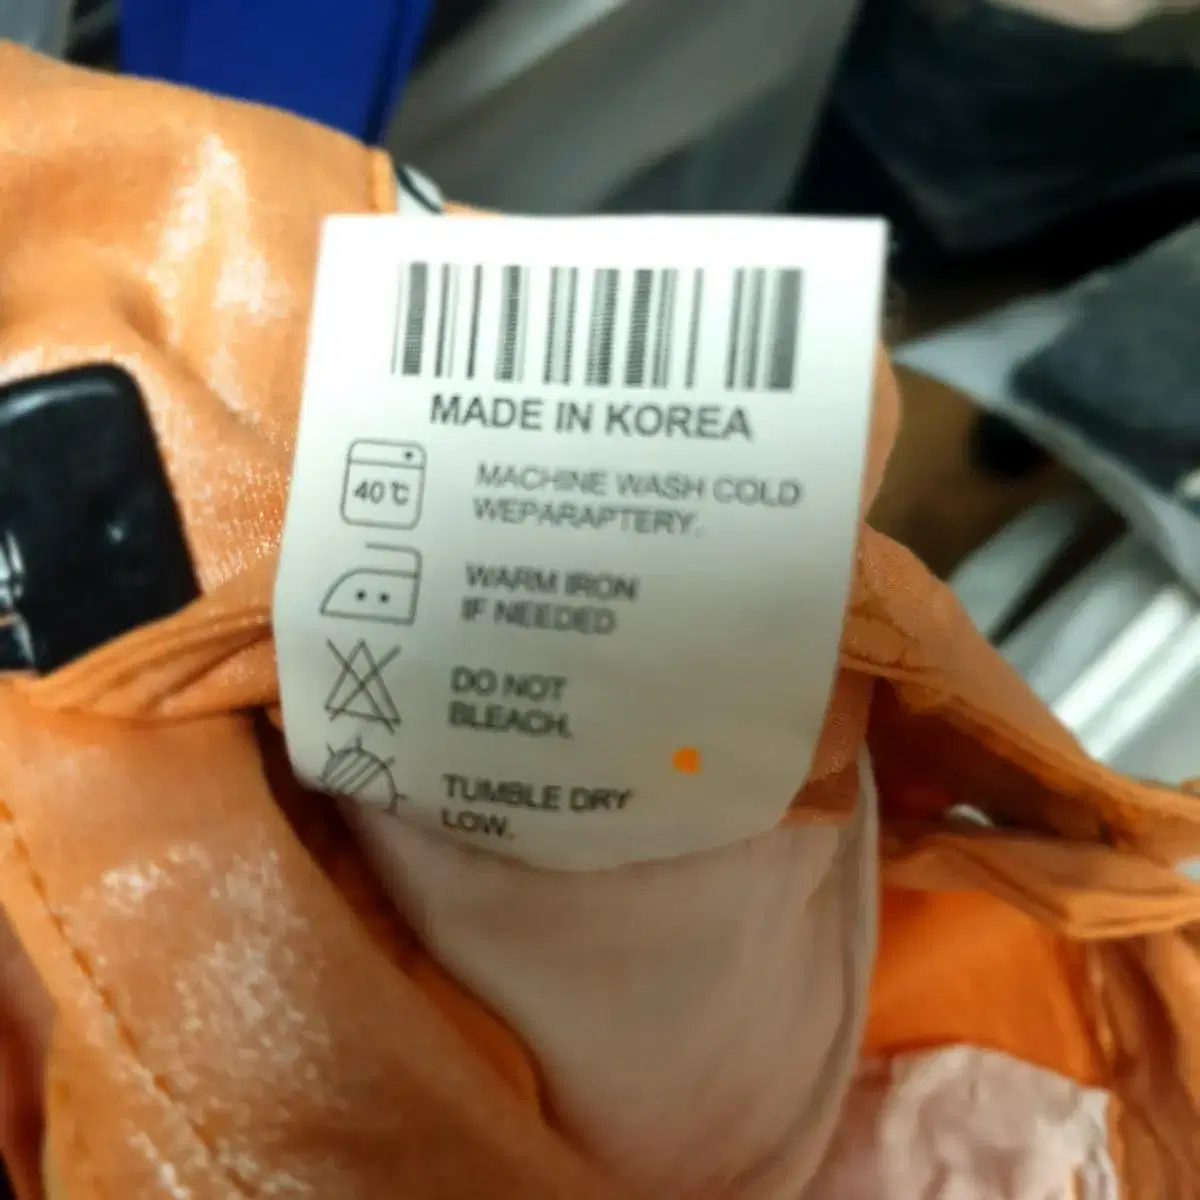 MADE IN KOREA
40℃
MACHINE WASH COLD
WEPARAPTERY.
WARM IRON
IF NEEDED
DO NOT
BLEACH.
TUMBLE DRY
LOW.